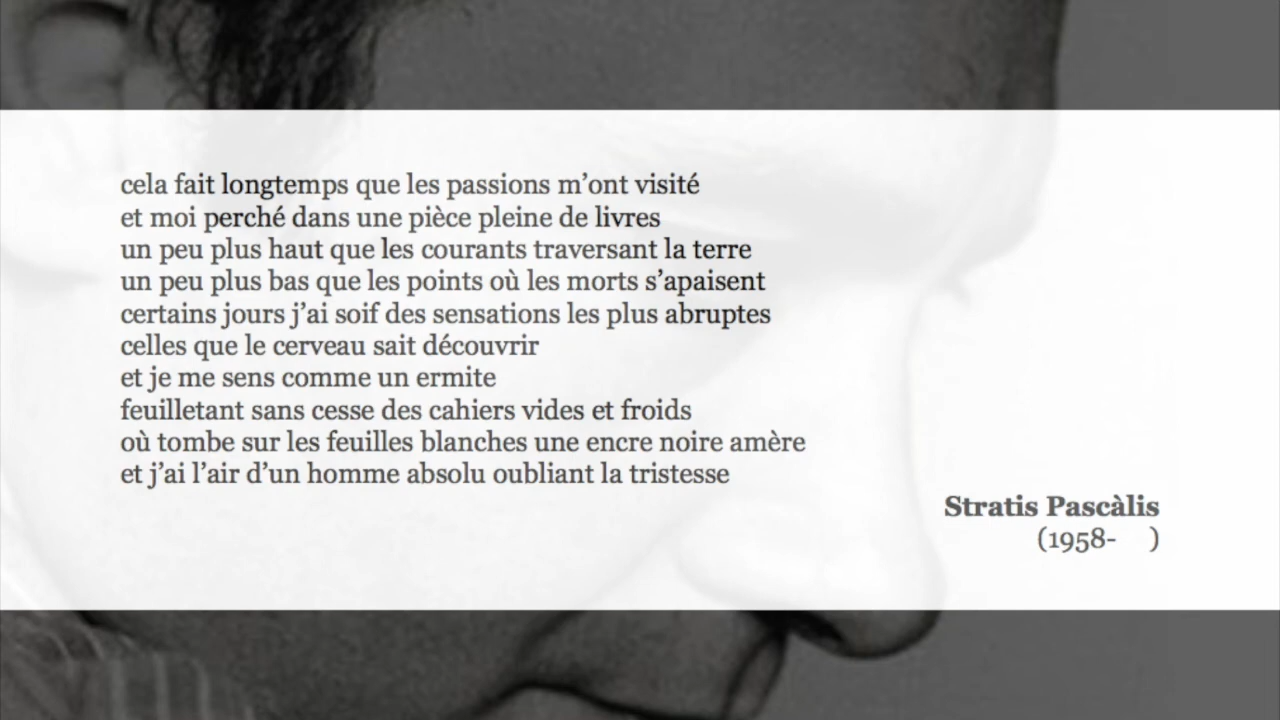 cela fait longtemps que les passions m’ont visité
et moi perché dans une pièce pleine de livres
un peu plus haut que les courants traversant la terre
un peu plus bas que les points où les morts s’apaisent
certains jours j’ai soif des sensations les plus abruptes
celles que le cerveau sait découvrir
et je me sens comme un ermite
feuilletant sans cesse des cahiers vides et froids
où tombe sur les feuilles blanches une encre noire amère
et j’ai l’air d’un homme absolu oubliant la tristesse
Stratis Pascàlis
(1958- )